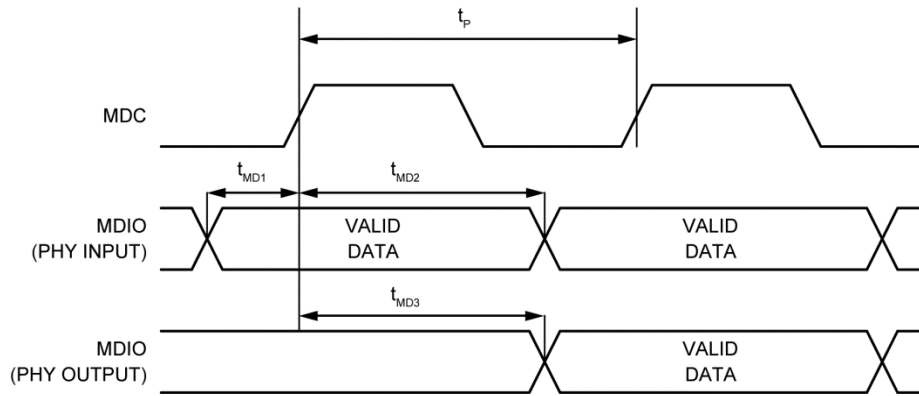 tP
MDC
tMD1
tMD2
MDIO
(PHY INPUT)
VALID
DATA
VALID
DATA
tMD3
MDIO
(PHY OUTPUT)
VALID
DATA